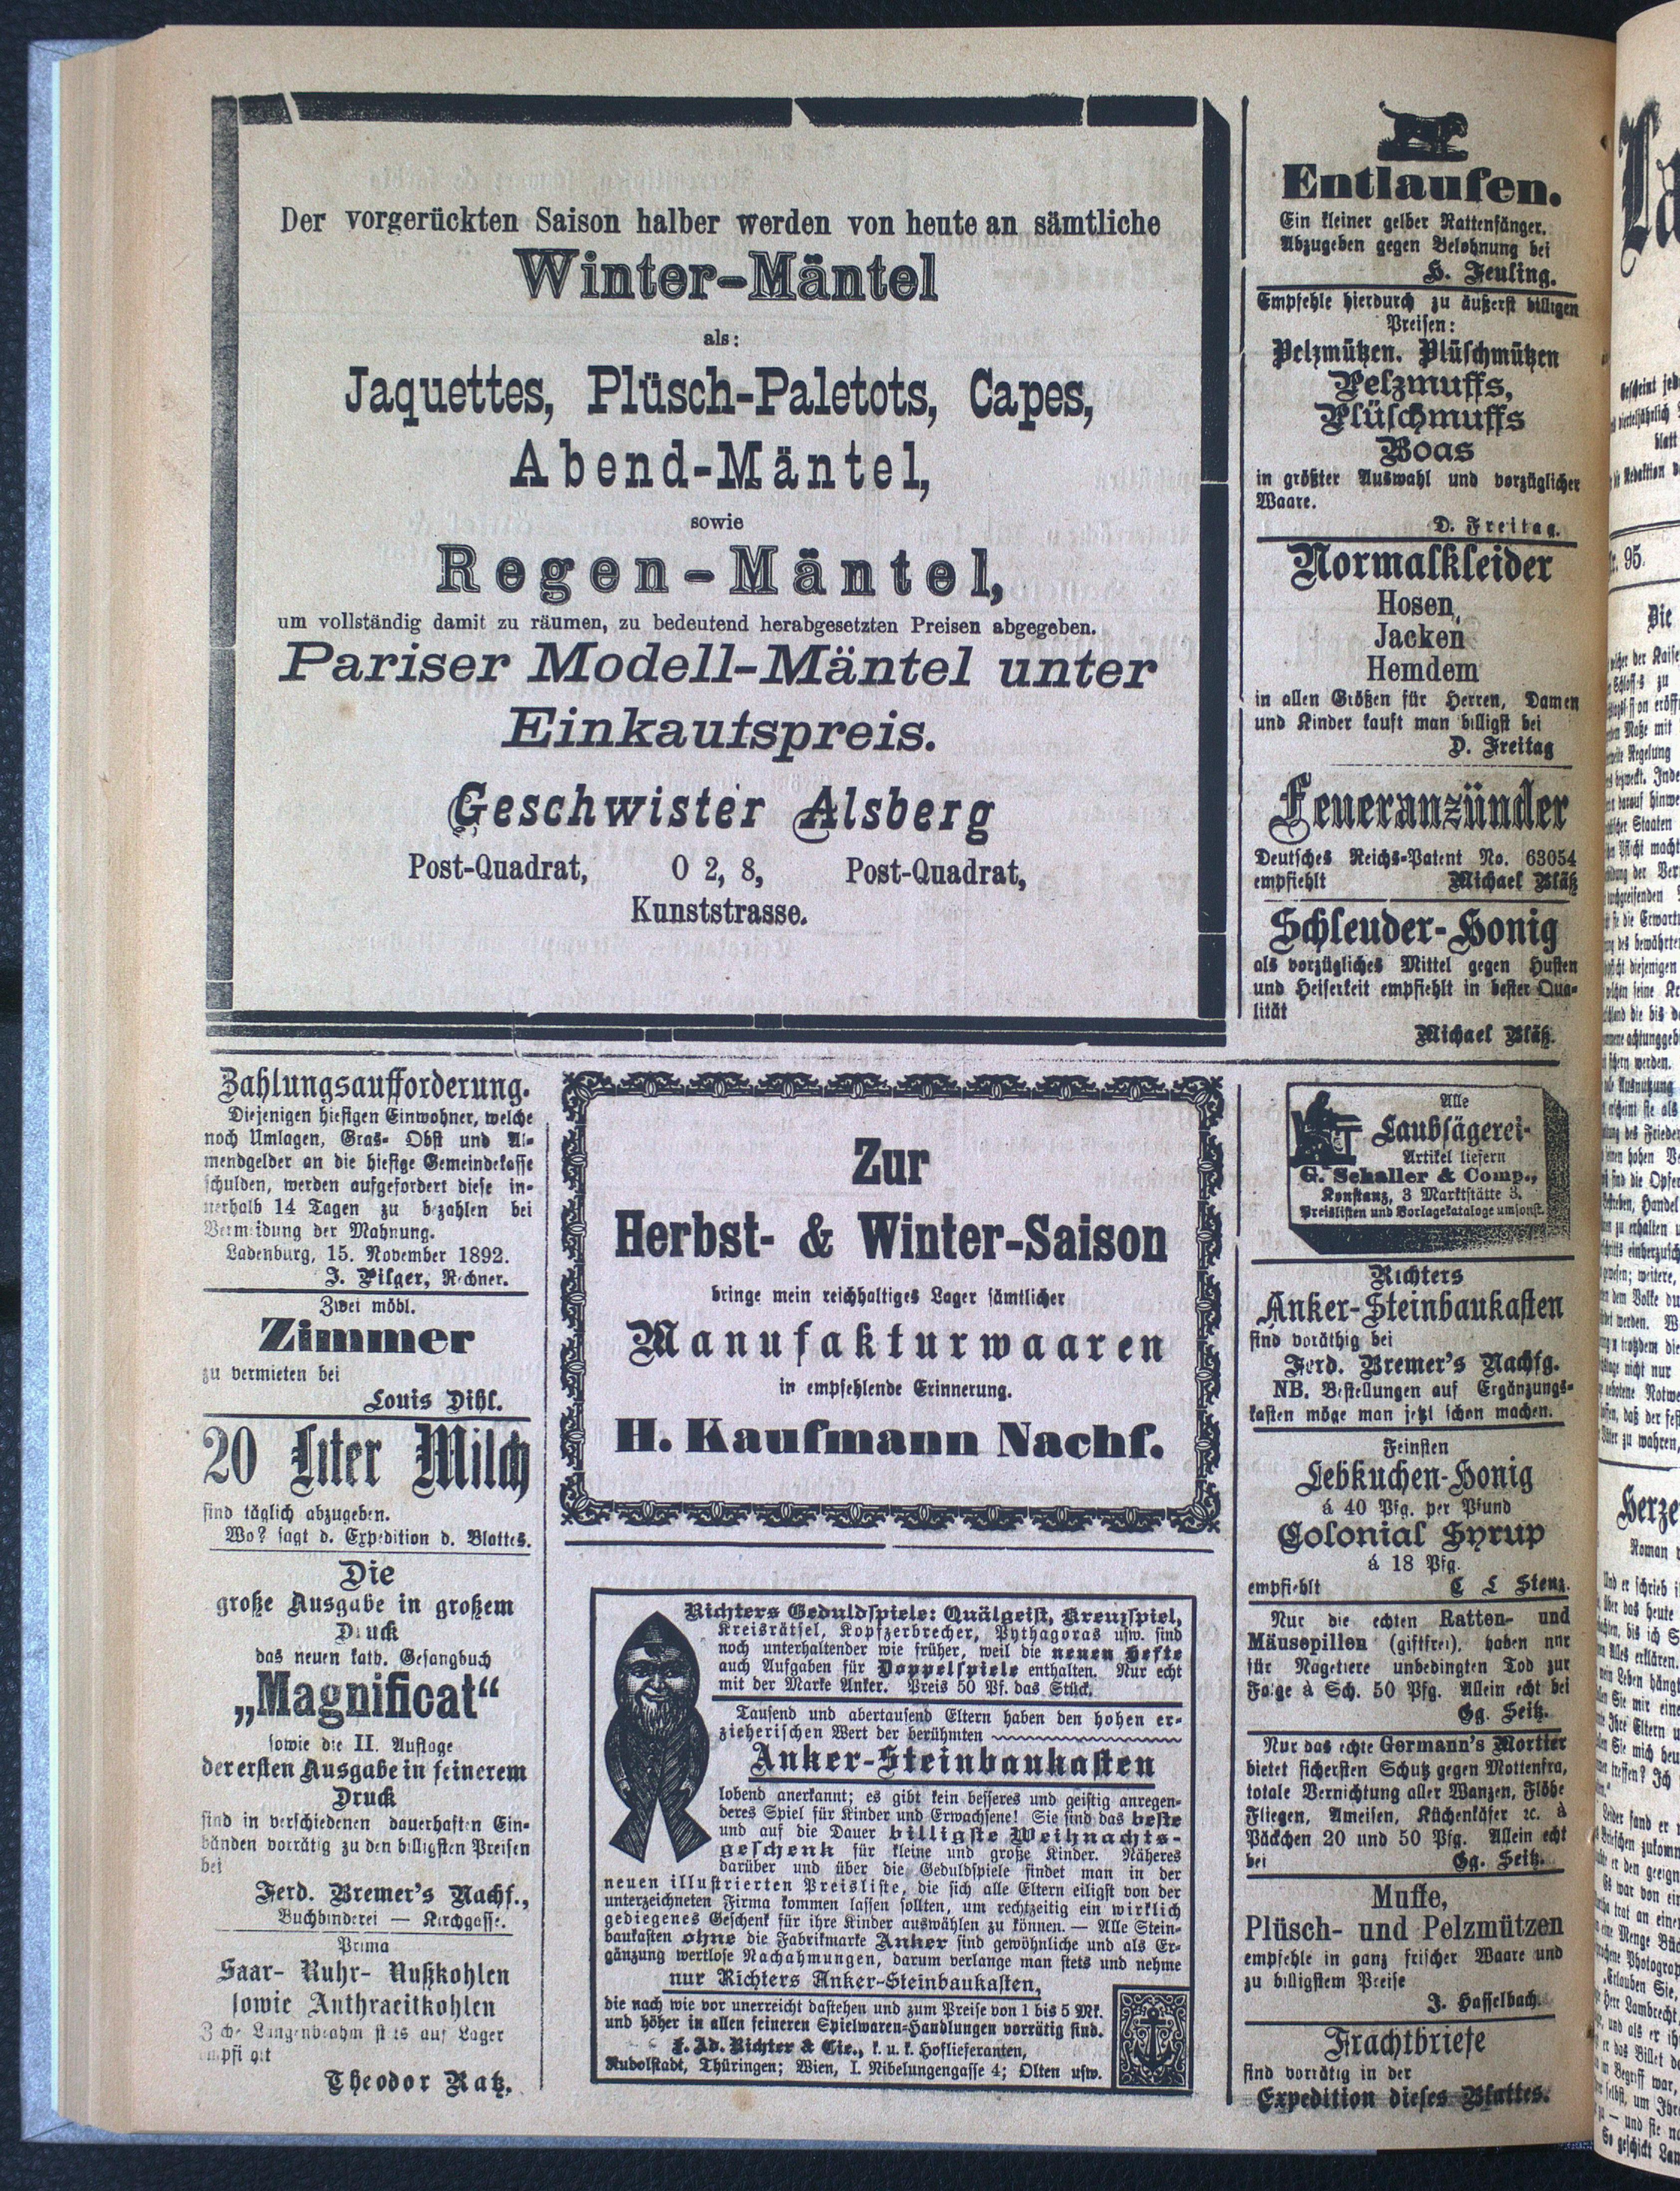 Der vorgerückten Saison halber werden von heute an sämtliche
Winter-Mäntel
als:
Jaquettes, Plüsch-Paletots, Capes,
Abend-Mäntel,
sowie
Regen-Mäntel,
um vollständig damit zu räumen, zu bedeutend herabgesetzten Preisen abgegeben.
Pariser Modell-Mäntel unter
Einkaufspreis.
Geschwister Alsberg
Post-Quadrat, O 2, 8, Post-Quadrat,
Kunststrasse.
Entlaufen.
Ein kleiner gelber Rattenfänger.
Abzugeben gegen Belohnung bei
H. Feuling.
Empfehle hierdurch zu äußerst billigen
Preisen:
Pelzmützen. Plüschmützen
Pelzmuffs,
Plüschmuffs
Boas
in größter Auswahl und vorzüglicher
Waare.
D. Freitag.
Normalkleider
Hosen,
Jacken
Hemdem
in allen Größen für Herren, Damen
und Kinder kauft man billigst bei
D. Freitag
Feueranzünder
Deutsches Reichs-Patent No. 63054
empfiehlt Michael Bläß
Schleuder-Honig
als vorzügliches Mittel gegen Husten
und Heiserkeit empfiehlt in bester Qua-
lität
Michael Bläß.
Zahlungsaufforderung.
Diejenigen hiesigen Einwohner, welche
noch Umlagen, Gras- Obst und Al-
mendgelder an die hiesige Gemeindekasse
schulden, werden aufgefordert diese in-
nerhalb 14 Tagen zu bezahlen bei
Vermeidung der Mahnung.
Ladenburg, 15. November 1892.
J. Pilger, Rechner.
Zwei möbl.
Zimmer
zu vermieten bei
Louis Dihl.
20 Liter Milch
sind täglich abzugeben.
Wo? sagt d. Expedition d. Blattes.
Die
große Ausgabe in großem
Druck
das neuen kath. Gesangbuch
„Magnificat“
sowie die II. Auflage
der ersten Ausgabe in feinerem
Druck
sind in verschiedenen dauerhaften Ein-
bänden vorrätig zu den billigsten Preisen
bei
Ferd. Bremer's Nachf.,
Buchbinderei — Kirchgasse.
Prima
Saar- Ruhr- Nußkohlen
sowie Anthracitkohlen
Zeche Langenbrahm stets auf Lager
empfiehlt
Theodor Katz.
Zur
Herbst- & Winter-Saison
bringe mein reichhaltiges Lager sämtlicher
Manufakturwaaren
in empfehlende Erinnerung.
H. Kaufmann Nachf.
Richters Geduldspiele: Quälgeist, Kreuzspiel,
Kreisrätsel, Kopfzerbrecher, Pythagoras usw. sind
noch unterhaltender wie früher, weil die neuen Hefte
auch Aufgaben für Doppelspiele enthalten. Nur echt
mit der Marke Anker. Preis 50 Pf. das Stück.
Tausend und abertausend Eltern haben den hohen er-
zieherischen Wert der berühmten
Anker-Steinbaukasten
lobend anerkannt; es gibt kein besseres und geistig anregen-
deres Spiel für Kinder und Erwachsene! Sie sind das beste
und auf die Dauer billigste Weihnachts-
geschenk für kleine und große Kinder. Näheres
darüber und über die Geduldspiele findet man in der
neuen illustrierten Preisliste, die sich alle Eltern eiligst von der
unterzeichneten Firma kommen lassen sollten, um rechtzeitig ein wirklich
gediegenes Geschenk für ihre Kinder auswählen zu können. — Alle Stein-
baukasten ohne die Fabrikmarke Anker sind gewöhnliche und als Er-
gänzung wertlose Nachahmungen, darum verlange man stets und nehme
nur Richters Anker-Steinbaukasten,
die nach wie vor unerreicht dastehen und zum Preise von 1 bis 5 Mk.
und höher in allen feineren Spielwaren-Handlungen vorrätig sind.
F. Ad. Richter & Cie., k. u. k. Hoflieferanten,
Rudolstadt, Thüringen; Wien, I. Nibelungengasse 4; Olten usw.
Alle
Laubsägerei-
Artikel liefern
G. Schaller & Comp.,
Konstanz, 3 Marktstätte 3.
Preislisten und Vorlagekataloge umsonst.
Richters
Anker-Steinbaukasten
sind voräthig bei
Ferd. Bremer's Nachfg.
NB. Bestellungen auf Ergänzungs-
kasten möge man jetzt schon machen.
Feinsten
Lebkuchen-Honig
á 40 Pfg. per Pfund
Colonial Syrup
á 18 Pfg.
empfiehlt C L Stenz.
Nur die echten Ratten- und
Mäusepillen (giftfrei), haben nur
für Nagetiere unbedingten Tod zur
Folge à Sch. 50 Pfg. Allein echt bei
Gg. Seitz.
Nur das echte Germann's Mortier
bietet sichersten Schutz gegen Mottenfra,
totale Vernichtung aller Wanzen, Flöhe
Fliegen, Ameisen, Küchenkäfer ꝛc. à
Päckchen 20 und 50 Pfg. Allein echt
bei Gg. Seitz.
Muffe,
Plüsch- und Pelzmützen
empfehle in ganz frischer Waare und
zu billigstem Preise
J. Hasselbach.
Frachtbriefe
sind vorrätig in der
Expedition dieses Blattes.